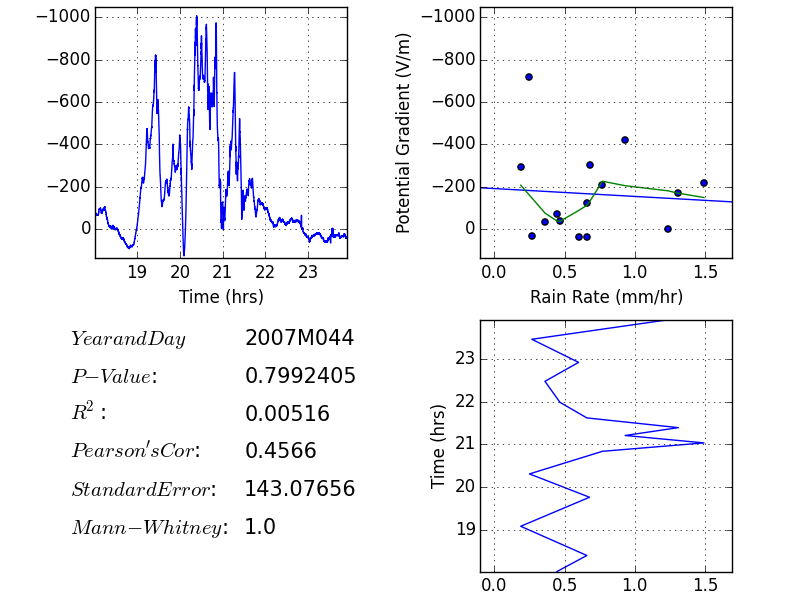 −1000
−800
−600
−400
−200
0
19 20 21 22 23
Time (hrs)
Potential Gradient (V/m)
−1000
−800
−600
−400
−200
0
0.0 0.5 1.0 1.5
Rain Rate (mm/hr)
YearandDay 2007M044
P−Value: 0.7992405
R²: 0.00516
Pearson'sCor: 0.4566
StandardError: 143.07656
Mann−Whitney: 1.0
Time (hrs)
23
22
21
20
19
0.0 0.5 1.0 1.5